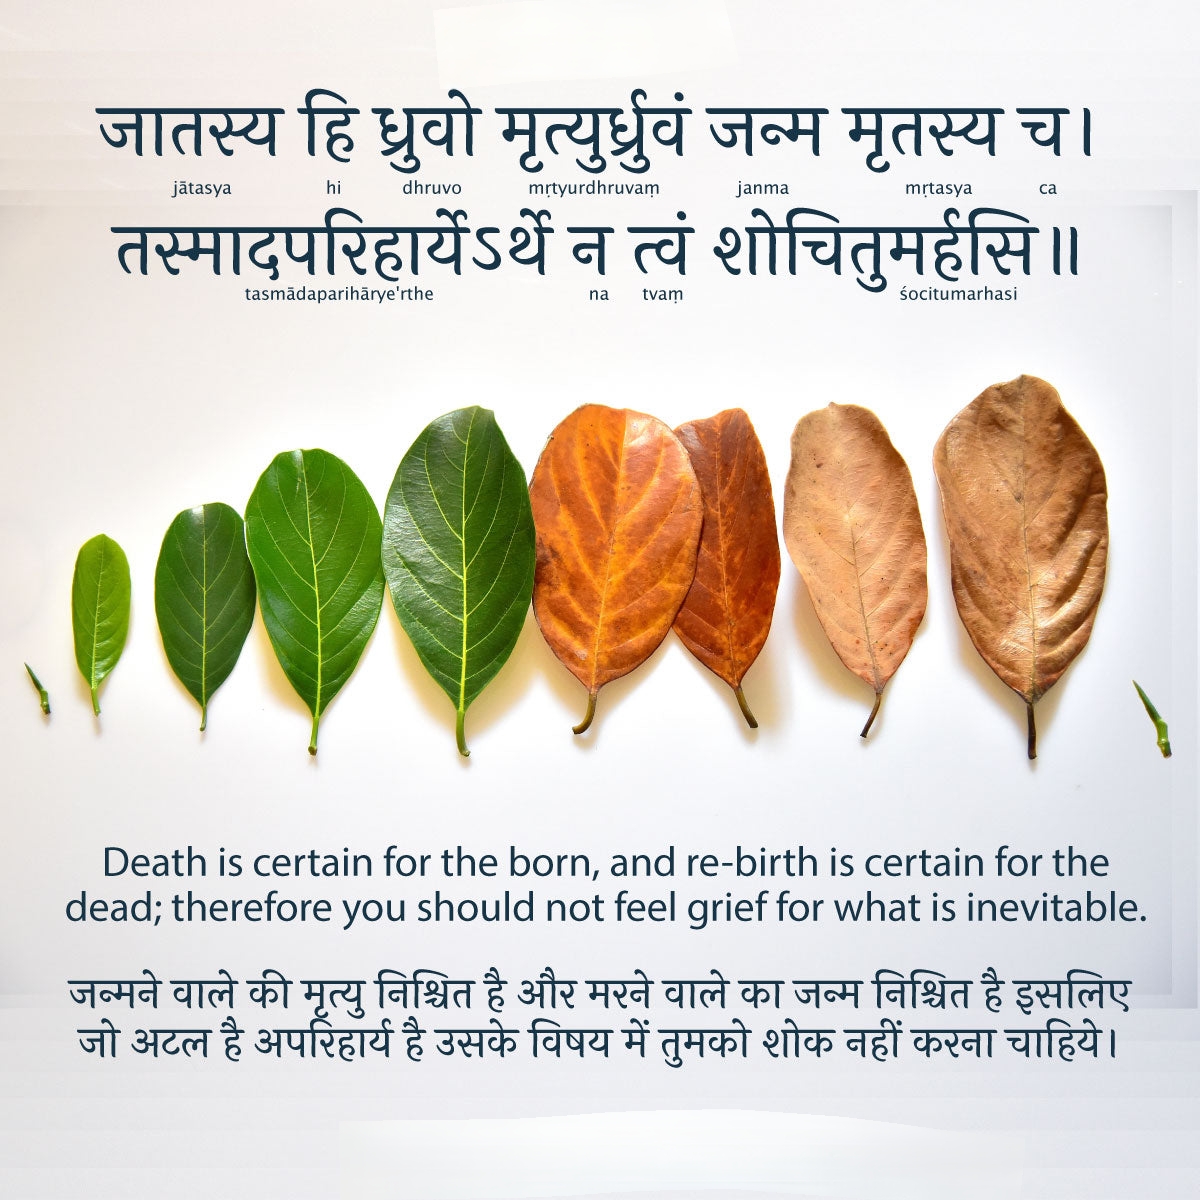 जातस्य हि ध्रुवो मृत्युर्ध्रुवं जन्म मृतस्य च।
jātasya hi dhruvo mṛtyurdhruvaṃ janma mṛtasya ca
तस्मादपरिहार्येऽर्थे न त्वं शोचितुमर्हसि॥
tasmādaparihārye'rthe na tvaṃ śocitumarhasi
Death is certain for the born, and re-birth is certain for the
dead; therefore you should not feel grief for what is inevitable.
जन्मने वाले की मृत्यु निश्चित है और मरने वाले का जन्म निश्चित है इसलिए
जो अटल है अपरिहार्य है उसके विषय में तुमको शोक नहीं करना चाहिये।